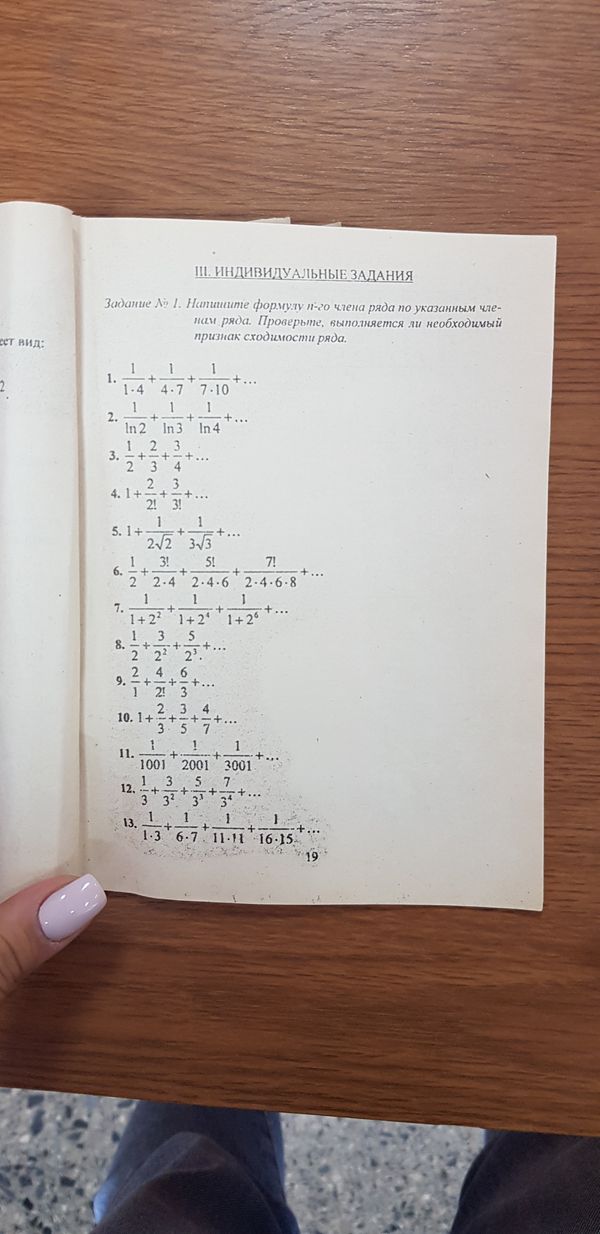 ест вид:
2
III. ИНДИВИДУАЛЬНЫЕ ЗАДАНИЯ
Задание № 1. Напишите формулу n-го члена ряда по указанным чле-
нам ряда. Проверьте, выполняется ли необходимый
признак сходимости ряда.
1. 1/(1·4) + 1/(4·7) + 1/(7·10) + ...
2. 1/ln2 + 1/ln3 + 1/ln4 + ...
3. 1/2 + 2/3 + 3/4 + ...
4. 1 + 2/2! + 3/3! + ...
5. 1 + 1/(2√2) + 1/(3√3) + ...
6. 1/2 + 3!/(2·4) + 5!/(2·4·6) + 7!/(2·4·6·8) + ...
7. 1/(1+2²) + 1/(1+2⁴) + 1/(1+2⁶) + ...
8. 1/2 + 3/2² + 5/2³ + ...
9. 2/1 + 4/2! + 6/3 + ...
10. 1 + 2/3 + 3/5 + 4/7 + ...
11. 1/1001 + 1/2001 + 1/3001 + ...
12. 1/3 + 3/3² + 5/3³ + 7/3⁴ + ...
13. 1/(1·3) + 1/(6·7) + 1/(11·11) + 1/(16·15) + ...
19